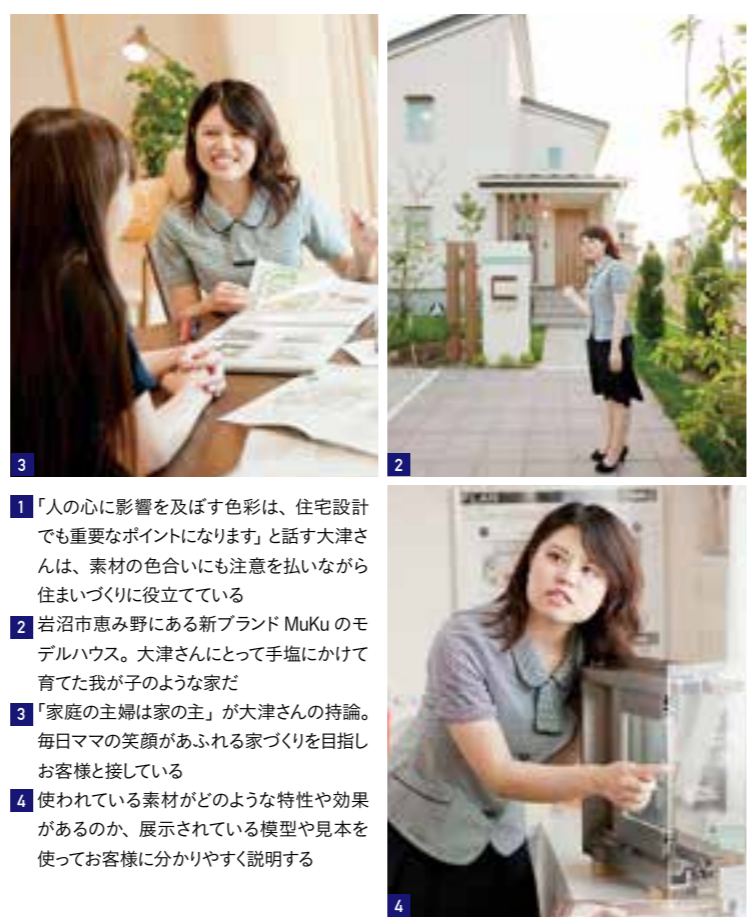 3
2
1 「人の心に影響を及ぼす色彩は、住宅設計
でも重要なポイントになります」と話す大津さ
んは、素材の色合いにも注意を払いながら
住まいづくりに役立てている
2 岩沼市恵み野にある新ブランド MuKu のモ
デルハウス。大津さんにとって手塩にかけて
育てた我が子のような家だ
3 「家庭の主婦は家の主」が大津さんの持論。
毎日ママの笑顔があふれる家づくりを目指し
お客様と接している
4 使われている素材がどのような特性や効果
があるのか、展示されている模型や見本を
使ってお客様に分かりやすく説明する
4